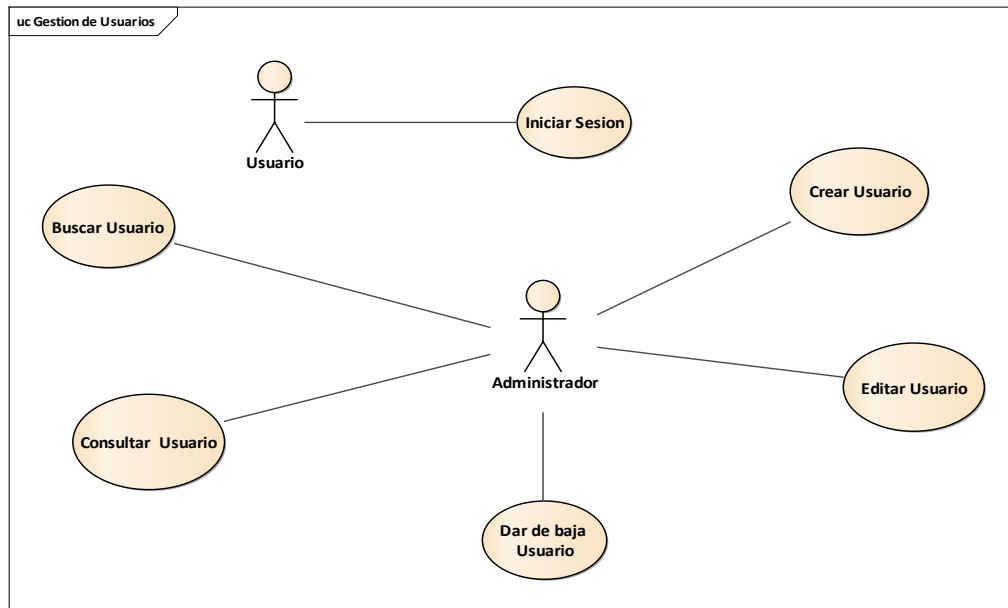 uc Gestion de Usuarios
Usuario
Iniciar Sesion
Crear Usuario
Buscar Usuario
Administrador
Editar Usuario
Consultar Usuario
Dar de baja
Usuario